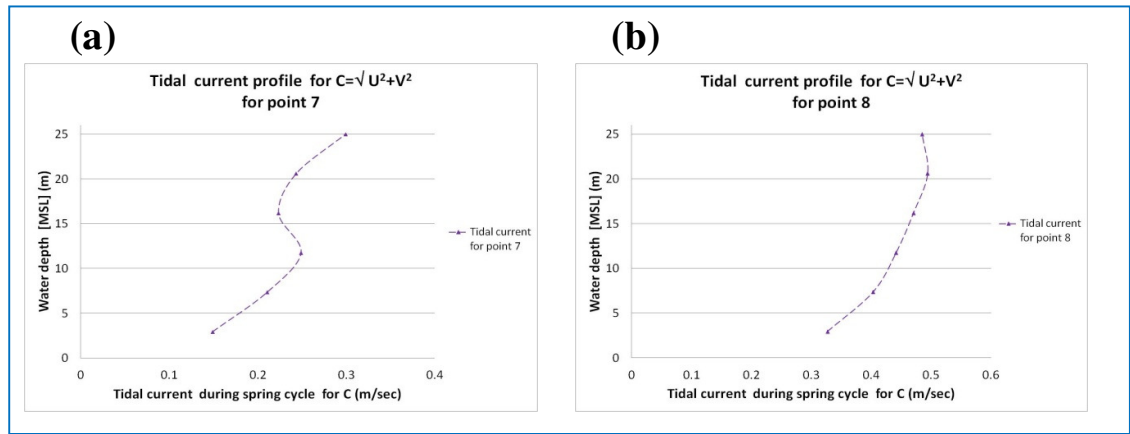 (a)
Tidal current profile for C=√ U²+V²
for point 7
Water depth [MSL] (m)
25
20
15
10
5
0
0 0.1 0.2 0.3 0.4
Tidal current during spring cycle for C (m/sec)
Tidal current
for point 7
(b)
Tidal current profile for C=√ U²+V²
for point 8
Water depth [MSL] (m)
25
20
15
10
5
0
0 0.1 0.2 0.3 0.4 0.5 0.6
Tidal current during spring cycle for C (m/sec)
Tidal current
for point 8